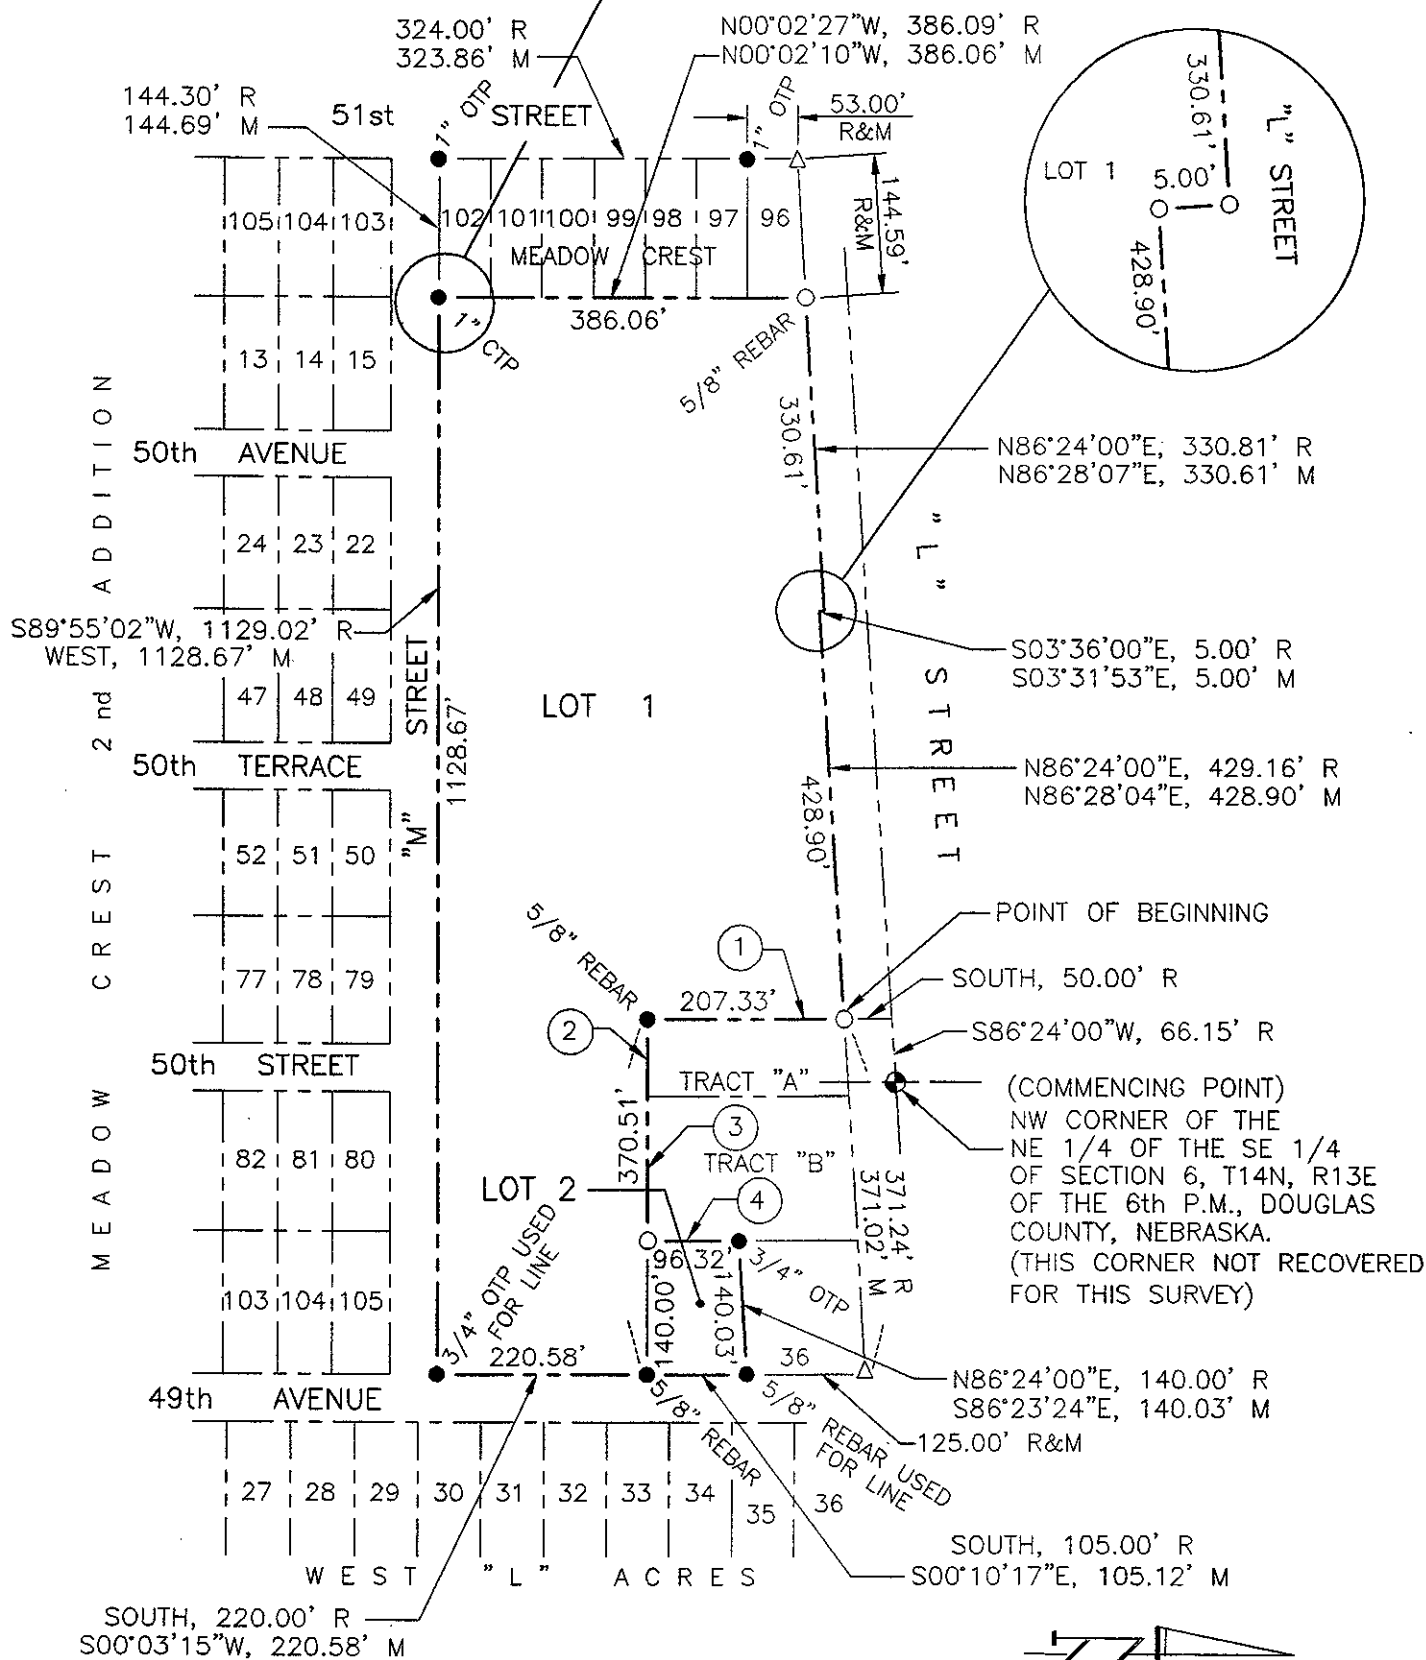 324.00' R
323.86' M
N00°02'27"W, 386.09' R
N00°02'10"W, 386.06' M
144.30' R
144.69' M
51st STREET
1" OTP
1" OTP
53.00'
R&M
144.59'
R&M
105 104 103 102 101 100 99 98 97 96
MEADOW CREST
386.06'
1" CTP
5/8" REBAR
13 14 15
330.61'
LOT 1
5.00'
428.90'
"L" STREET
50th AVENUE
330.61'
N86°24'00"E, 330.81' R
N86°28'07"E, 330.61' M
24 23 22
S89°55'02"W, 1129.02' R
WEST, 1128.67' M
"M" STREET
1128.67'
LOT 1
"L" STREET
S03°36'00"E, 5.00' R
S03°31'53"E, 5.00' M
47 48 49
50th TERRACE
N86°24'00"E, 429.16' R
N86°28'04"E, 428.90' M
428.90'
52 51 50
MEADOW CREST 2nd ADDITION
POINT OF BEGINNING
5/8" REBAR
1
207.33'
SOUTH, 50.00' R
77 78 79
2
S86°24'00"W, 66.15' R
50th STREET
TRACT "A"
(COMMENCING POINT)
NW CORNER OF THE
NE 1/4 OF THE SE 1/4
OF SECTION 6, T14N, R13E
OF THE 6th P.M., DOUGLAS
COUNTY, NEBRASKA.
(THIS CORNER NOT RECOVERED
FOR THIS SURVEY)
370.51'
3
TRACT "B"
82 81 80
LOT 2
4
371.24' R
371.02' M
96 32'
3/4" OTP
140.00'
140.03'
103 104 105
3/4" OTP USED
FOR LINE
220.58'
36
N86°24'00"E, 140.00' R
S86°23'24"E, 140.03' M
49th AVENUE
5/8" REBAR
5/8" REBAR USED
FOR LINE
125.00' R&M
27 28 29 30 31 32 33 34 35 36
WEST "L" ACRES
SOUTH, 105.00' R
S00°10'17"E, 105.12' M
SOUTH, 220.00' R
S00°03'15"W, 220.58' M